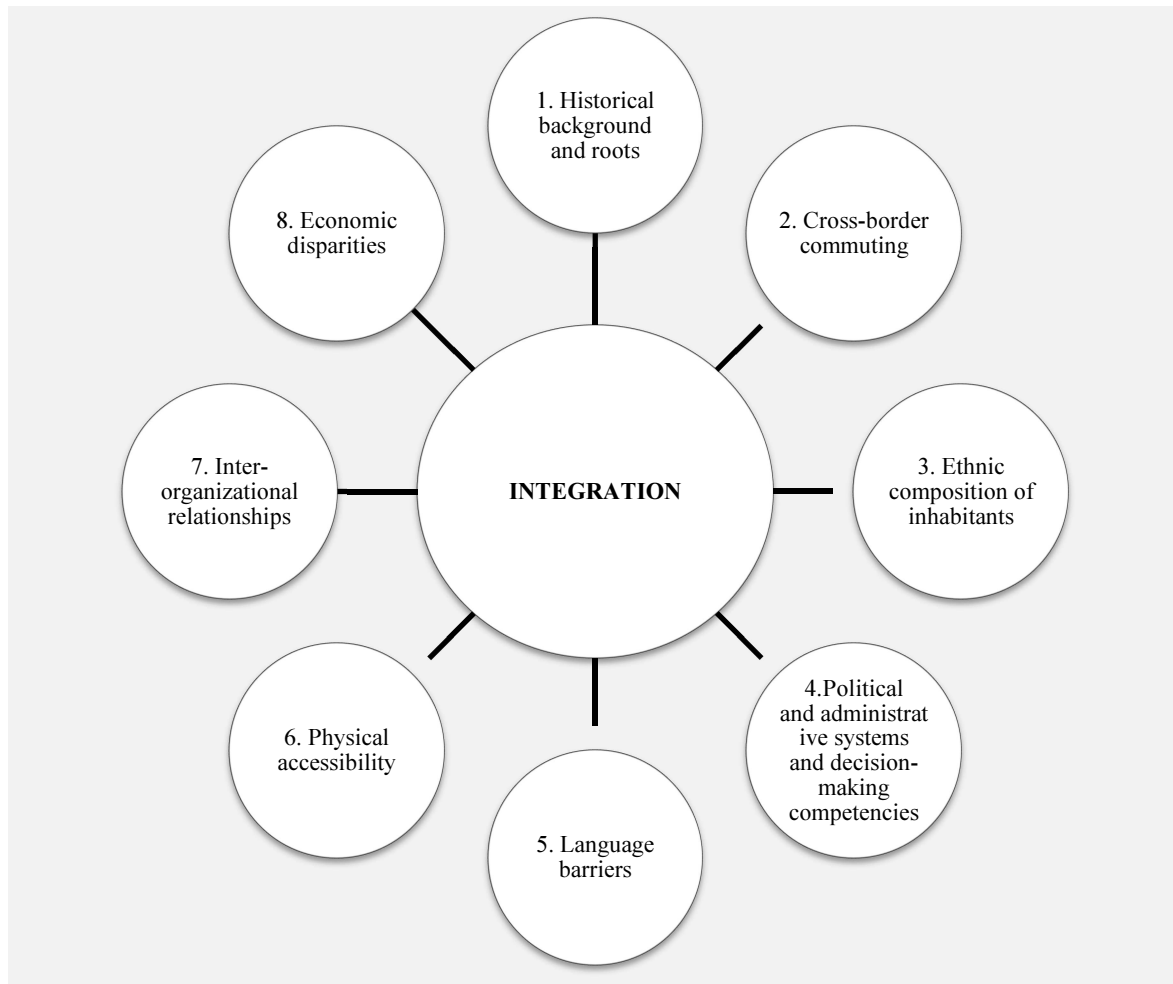 1. Historical
background
and roots
2. Cross-border
commuting
3. Ethnic
composition of
inhabitants
4.Political
and administrat
ive systems
and decision-
making
competencies
5. Language
barriers
6. Physical
accessibility
7. Inter-
organizational
relationships
8. Economic
disparities
INTEGRATION